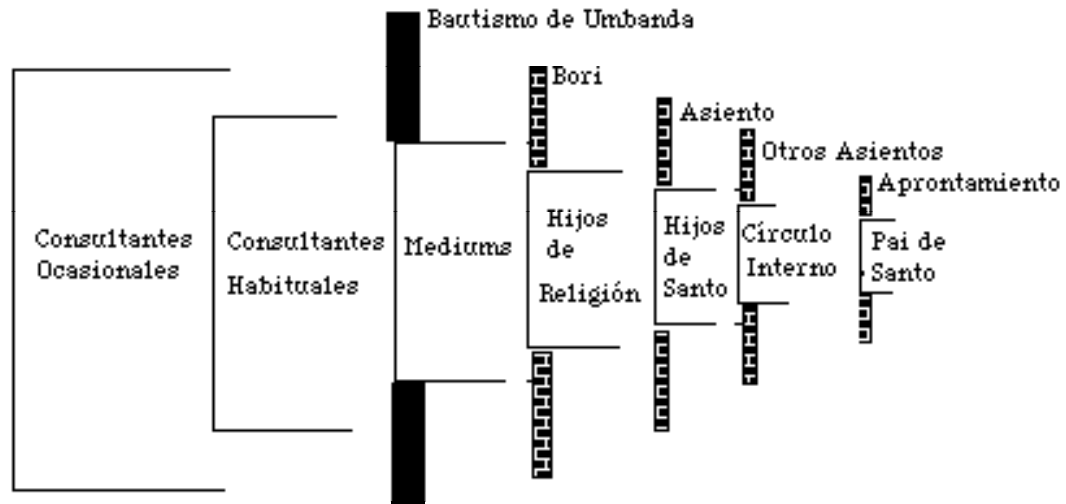 Bautismo de Umbanda
Bori
Asiento
Otros Asientos
Aprontamiento
Consultantes
Ocasionales
Consultantes
Habituales
Mediums
Hijos
de
Religión
Hijos
de
Santo
Círculo
Interno
Pai de
Santo